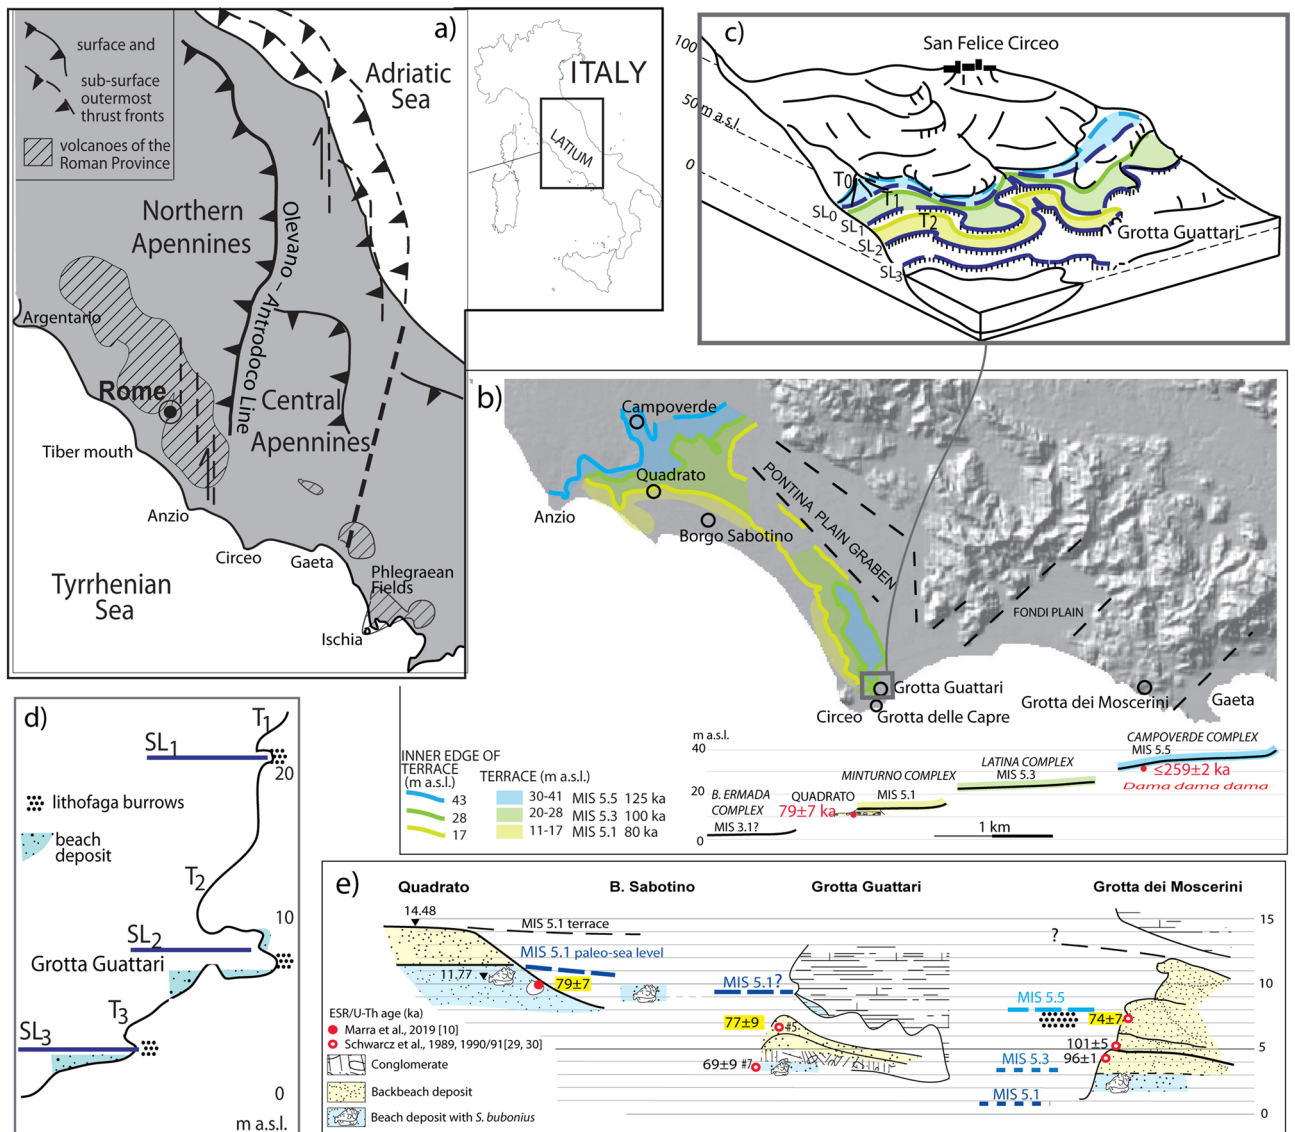 a)
surface and
sub-surface
outermost
thrust fronts
volcanoes of the
Roman Province
Adriatic
Sea
ITALY
LATIUM
Northern
Apennines
Olevano – Antrodoco Line
Argentario
Rome
Central
Apennines
Tiber mouth
Anzio
Circeo
Gaeta
Tyrrhenian
Sea
Phlegraean
Fields
Ischia
c)
San Felice Circeo
100
50 m a.s.l.
0
T0
T1
T2
SL0
SL1
SL2
SL3
Grotta Guattari
b)
Campoverde
Quadrato
Anzio
Borgo Sabotino
PONTINA PLAIN GRABEN
FONDI PLAIN
Grotta Guattari
Circeo
Grotta delle Capre
Grotta dei Moscerini
Gaeta
INNER EDGE OF
TERRACE
(m a.s.l.)
43
28
17
TERRACE (m a.s.l.)
30-41 MIS 5.5 125 ka
20-28 MIS 5.3 100 ka
11-17 MIS 5.1 80 ka
m a.s.l.
40
20
0
B. ERMADA
COMPLEX
MIS 3.1?
MINTURNO COMPLEX
QUADRATO MIS 5.1
79±7 ka
LATINA COMPLEX
MIS 5.3
CAMPOVERDE COMPLEX
MIS 5.5
≤259±2 ka
Dama dama dama
1 km
d)
T1
SL1
20
lithofaga burrows
beach
deposit
T2
10
SL2
Grotta Guattari
T3
SL3
0
m a.s.l.
e)
Quadrato B. Sabotino Grotta Guattari Grotta dei Moscerini
14.48
MIS 5.1 terrace
?
15
MIS 5.1 paleo-sea level
11.77
79±7
MIS 5.1?
10
MIS 5.5
77±9
#5
74±7
ESR/U-Th age (ka)
Marra et al., 2019 [10]
Schwarcz et al., 1989, 1990/91[29, 30]
Conglomerate
Backbeach deposit
Beach deposit with S. bubonius
69±9 #7
101±5
96±1
5
MIS 5.3
MIS 5.1
0